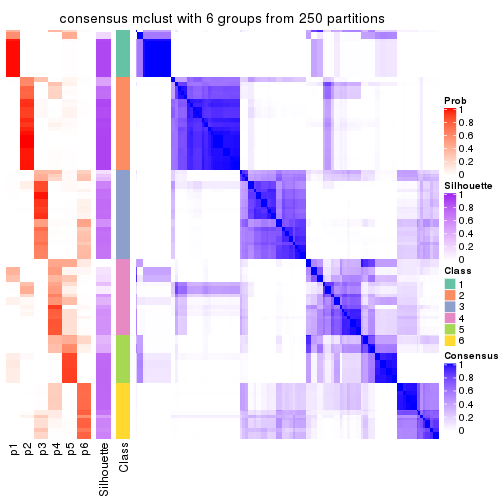 consensus mclust with 6 groups from 250 partitions
Prob
1
0.8
0.6
0.4
0.2
0
Silhouette
1
0.8
0.6
0.4
0.2
0
Class
1
2
3
4
5
6
Consensus
1
0.8
0.6
0.4
0.2
0
p1
p2
p3
p4
p5
p6
Silhouette
Class